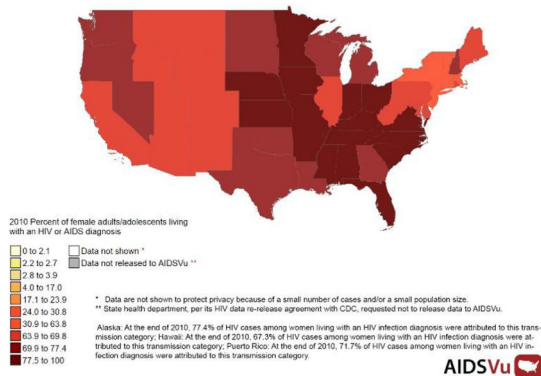 2010 Percent of female adults/adolescents living
with an HIV or AIDS diagnosis
0 to 2.1
2.2 to 2.7
2.8 to 3.9
4.0 to 17.0
17.1 to 23.9
24.0 to 30.8
30.9 to 63.8
63.9 to 69.8
69.9 to 77.4
77.5 to 100
Data not shown *
Data not released to AIDSVu **
* Data are not shown to protect privacy because of a small number of cases and/or a small population size.
** State health department, per its HIV data re-release agreement with CDC, requested not to release data to AIDSVu.
Alaska: At the end of 2010, 77.4% of HIV cases among women living with an HIV infection diagnosis were attributed to this trans-
mission category; Hawaii: At the end of 2010, 67.3% of HIV cases among women living with an HIV infection diagnosis were at-
tributed to this transmission category; Puerto Rico: At the end of 2010, 71.7% of HIV cases among women living with an HIV in-
fection diagnosis were attributed to this transmission category.
AIDSVu